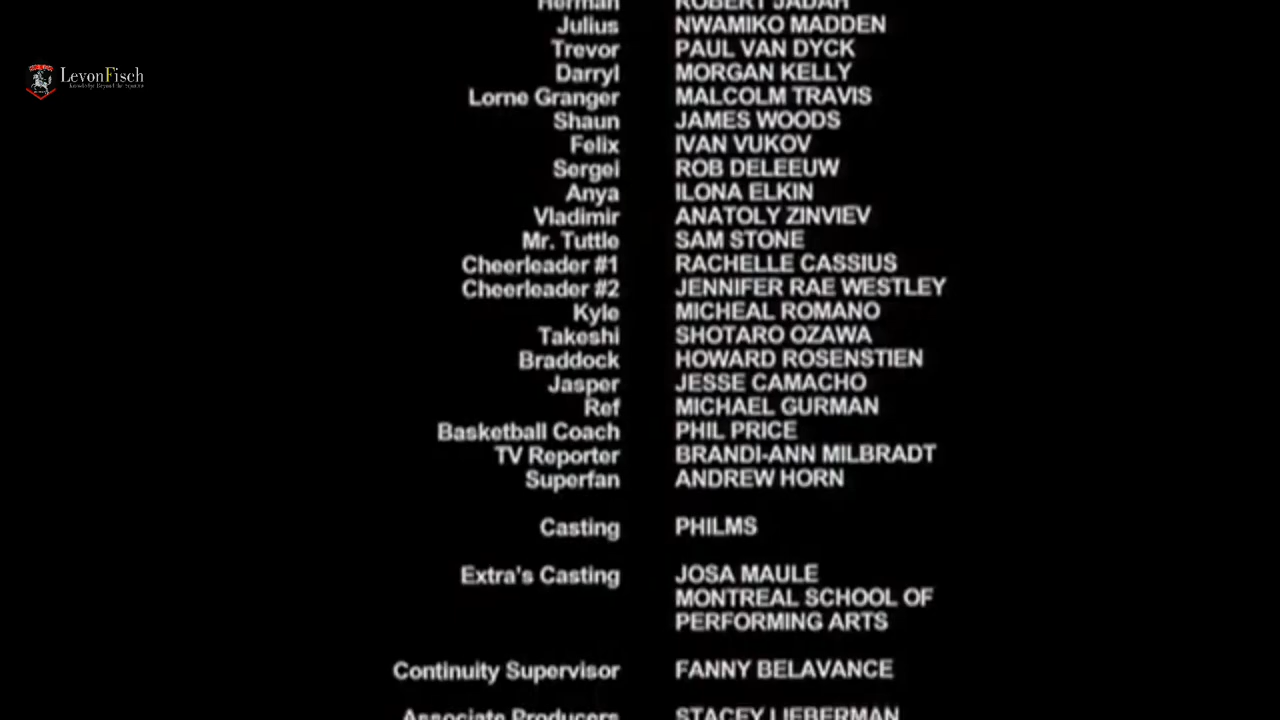 Herman ROBERT JADAH
Julius NWAMIKO MADDEN
Trevor PAUL VAN DYCK
Darryl MORGAN KELLY
Lorne Granger MALCOLM TRAVIS
Shaun JAMES WOODS
Felix IVAN VUKOV
Sergei ROB DELEEUW
Anya ILONA ELKIN
Vladimir ANATOLY ZINVIEV
Mr. Tuttle SAM STONE
Cheerleader #1 RACHELLE CASSIUS
Cheerleader #2 JENNIFER RAE WESTLEY
Kyle MICHEAL ROMANO
Takeshi SHOTARO OZAWA
Braddock HOWARD ROSENSTIEN
Jasper JESSE CAMACHO
Ref MICHAEL GURMAN
Basketball Coach PHIL PRICE
TV Reporter BRANDI-ANN MILBRADT
Superfan ANDREW HORN
Casting PHILMS
Extra's Casting JOSA MAULE
MONTREAL SCHOOL OF
PERFORMING ARTS
Continuity Supervisor FANNY BELAVANCE
Associate Producers STACEY LIEBERMAN
LevonFisch